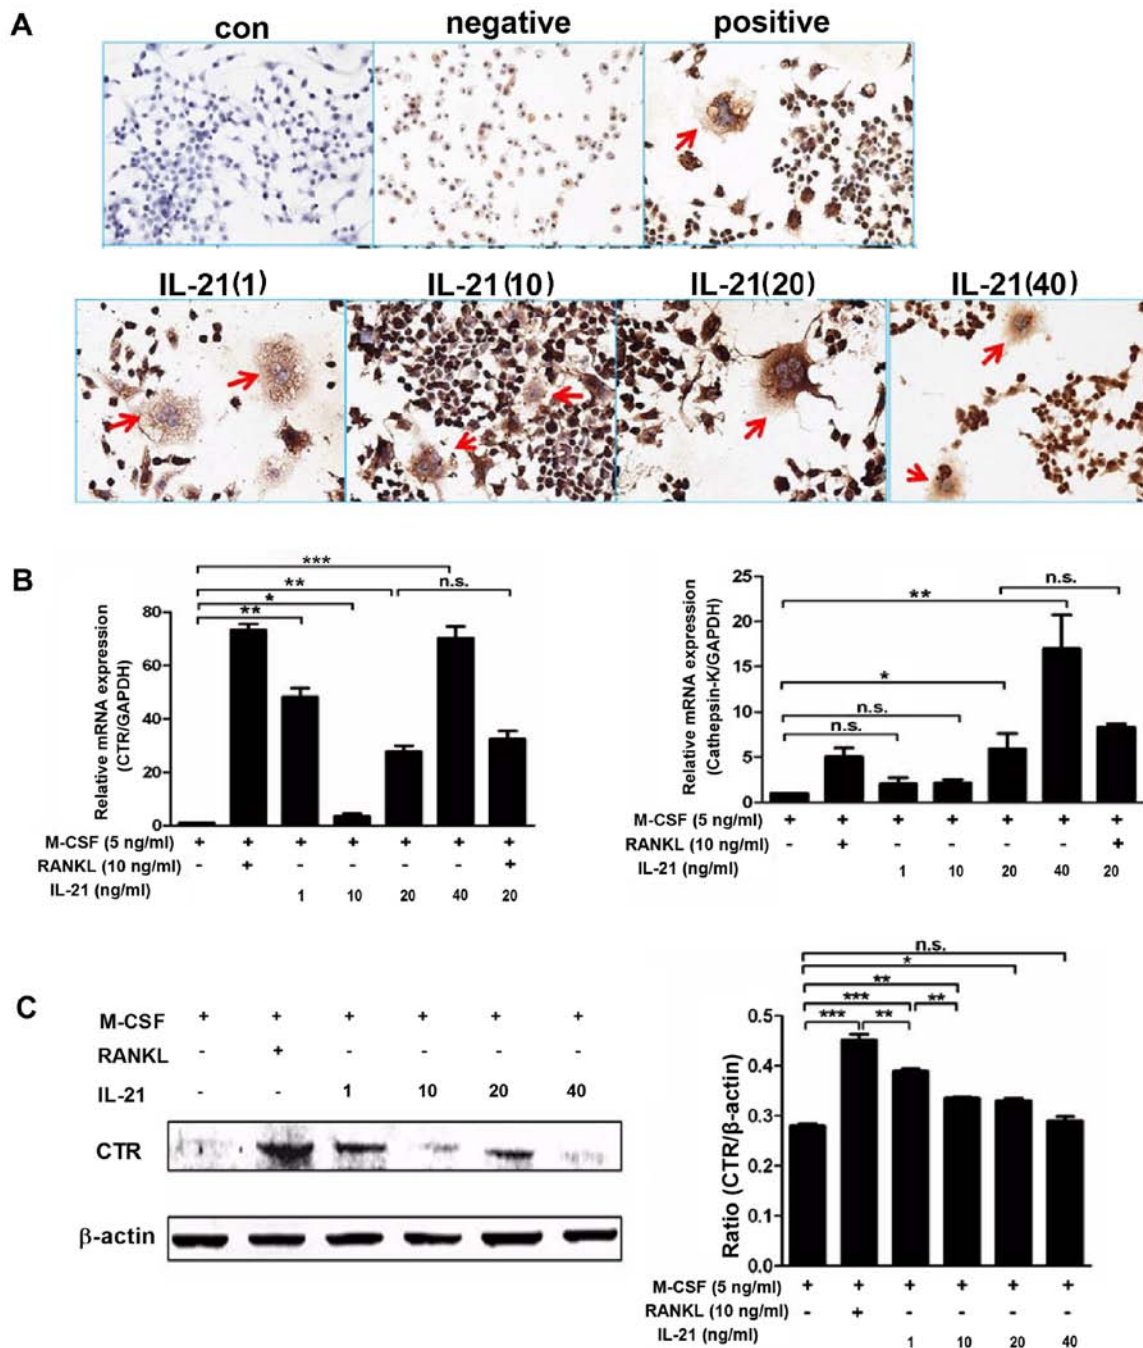 A
con negative positive
IL-21(1) IL-21(10) IL-21(20) IL-21(40)
B
***
** n.s.
*
**
Relative mRNA expression
(CTR/GAPDH)
80
60
40
20
0
M-CSF (5 ng/ml) + + + + + + +
RANKL (10 ng/ml) - + - - - - +
IL-21 (ng/ml) - - 1 10 20 40 20
n.s.
**
*
n.s.
n.s.
Relative mRNA expression
(Cathepsin-K/GAPDH)
25
20
15
10
5
0
M-CSF (5 ng/ml) + + + + + + +
RANKL (10 ng/ml) - + - - - - +
IL-21 (ng/ml) - - 1 10 20 40 20
C
M-CSF + + + + + +
RANKL - + - - - -
IL-21 - - 1 10 20 40
CTR
β-actin
n.s.
*
**
*** **
*** **
Ratio (CTR/β-actin)
0.5
0.4
0.3
0.2
0.1
0.0
M-CSF (5 ng/ml) + + + + + +
RANKL (10 ng/ml) - + - - - -
IL-21 (ng/ml) - - 1 10 20 40